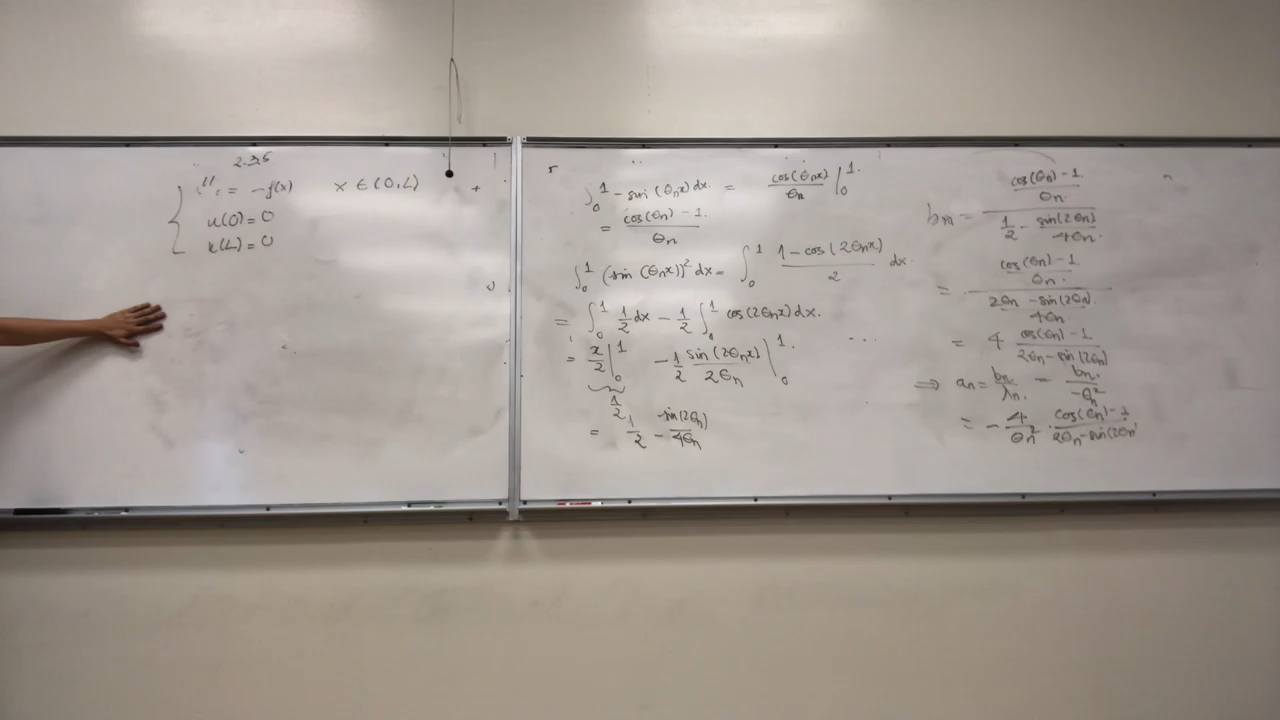 2.3.5
u'' = -f(x)   x ∈ (0,L)
u(0) = 0
u(L) = 0
∫₀¹ -sin(θₙx) dx = cos(θₙx)/θₙ |₀¹
= (cos(θₙ) - 1)/θₙ
∫₀¹ (sin(θₙx))² dx = ∫₀¹ (1 - cos(2θₙx))/2 dx
= ∫₀¹ 1/2 dx - 1/2 ∫₀¹ cos(2θₙx) dx.
= x/2 |₀¹ - 1/2 sin(2θₙx)/2θₙ |₀¹ ...
1/2
= 1/2 - sin(2θₙ)/4θₙ
bₙ = ((cos(θₙ) - 1)/θₙ)/(1/2 - sin(2θₙ)/4θₙ)
= ((cos(θₙ) - 1)/θₙ)/((2θₙ - sin(2θₙ))/4θₙ)
= 4 (cos(θₙ) - 1)/(2θₙ - sin(2θₙ))
⇒ aₙ = bₙ/λₙ = bₙ/-θₙ²
= - 4/θₙ² · (cos(θₙ) - 1)/(2θₙ - sin(2θₙ)